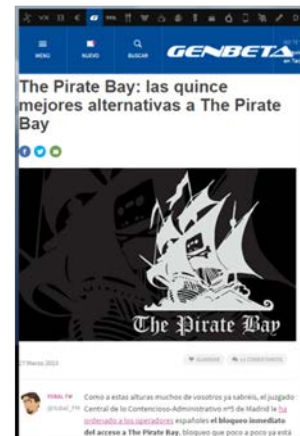 MENU
NUEVO
BUSCAR
GENBETA
The Pirate Bay: las quince
mejores alternativas a The Pirate
Bay
The Pirate Bay
27 Marzo 2015
Como a estas alturas muchos de vosotros ya sabréis, el juzgado
Central de lo Contencioso-Administrativo nº5 de Madrid le ha
ordenado a los operadores españoles el bloqueo inmediato
del acceso a The Pirate Bay, bloqueo que poco a poco ya está